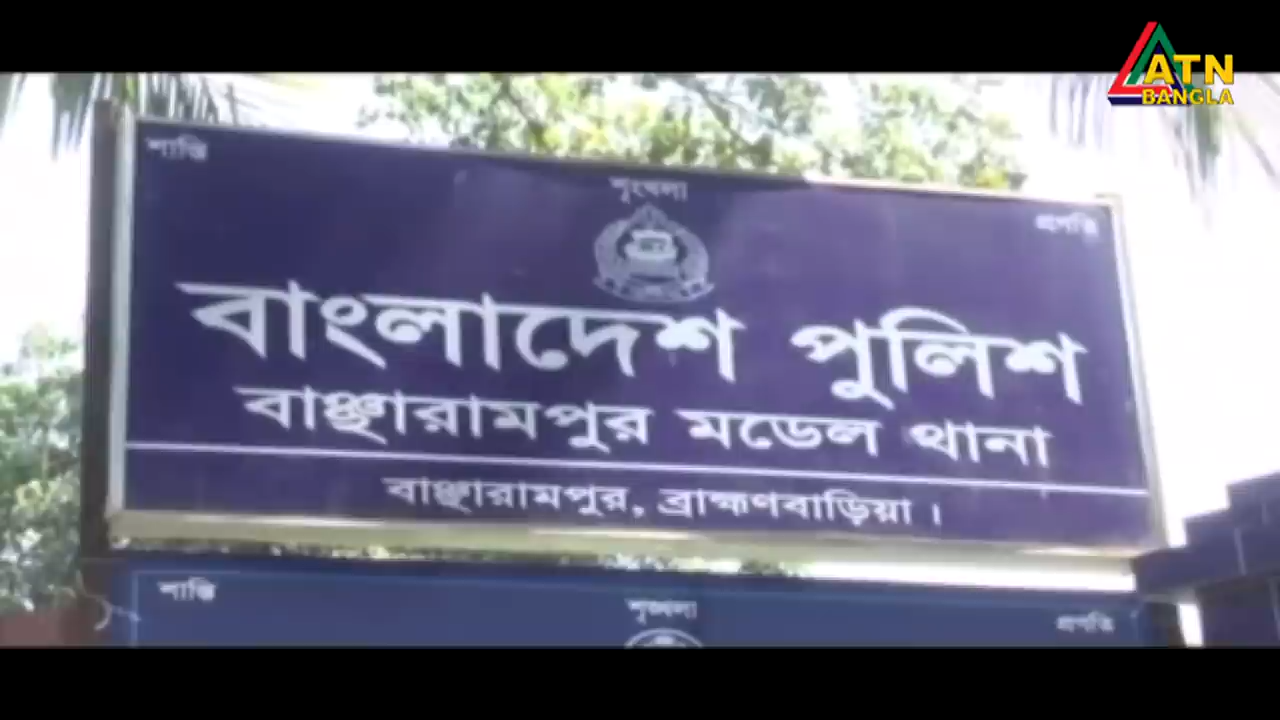 ATN
BANGLA
শান্তি
শৃংখলা
প্রগতি
বাংলাদেশ পুলিশ
বাঞ্ছারামপুর মডেল থানা
বাঞ্ছারামপুর, ব্রাহ্মণবাড়িয়া।
শান্তি
শৃঙ্খলা
প্রগতি